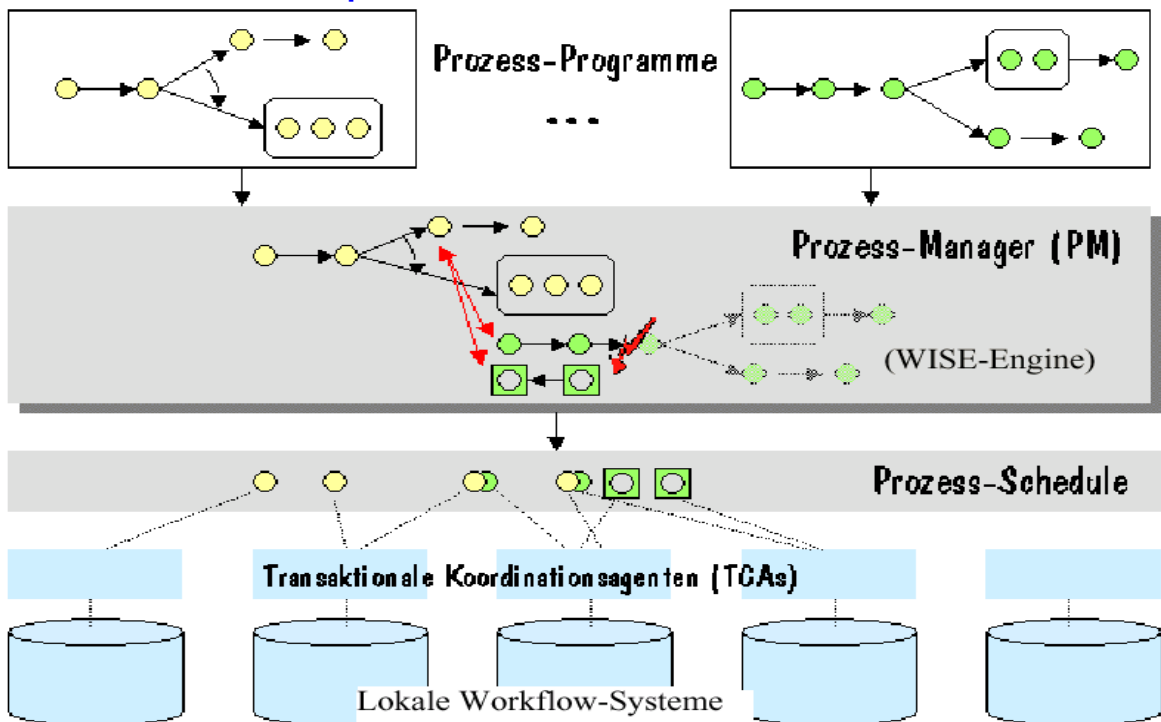 Prozess-Programme
...
Prozess-Manager (PM)
(WISE-Engine)
Prozess-Schedule
Transaktionale Koordinationsagenten (TCAs)
Lokale Workflow-Systeme